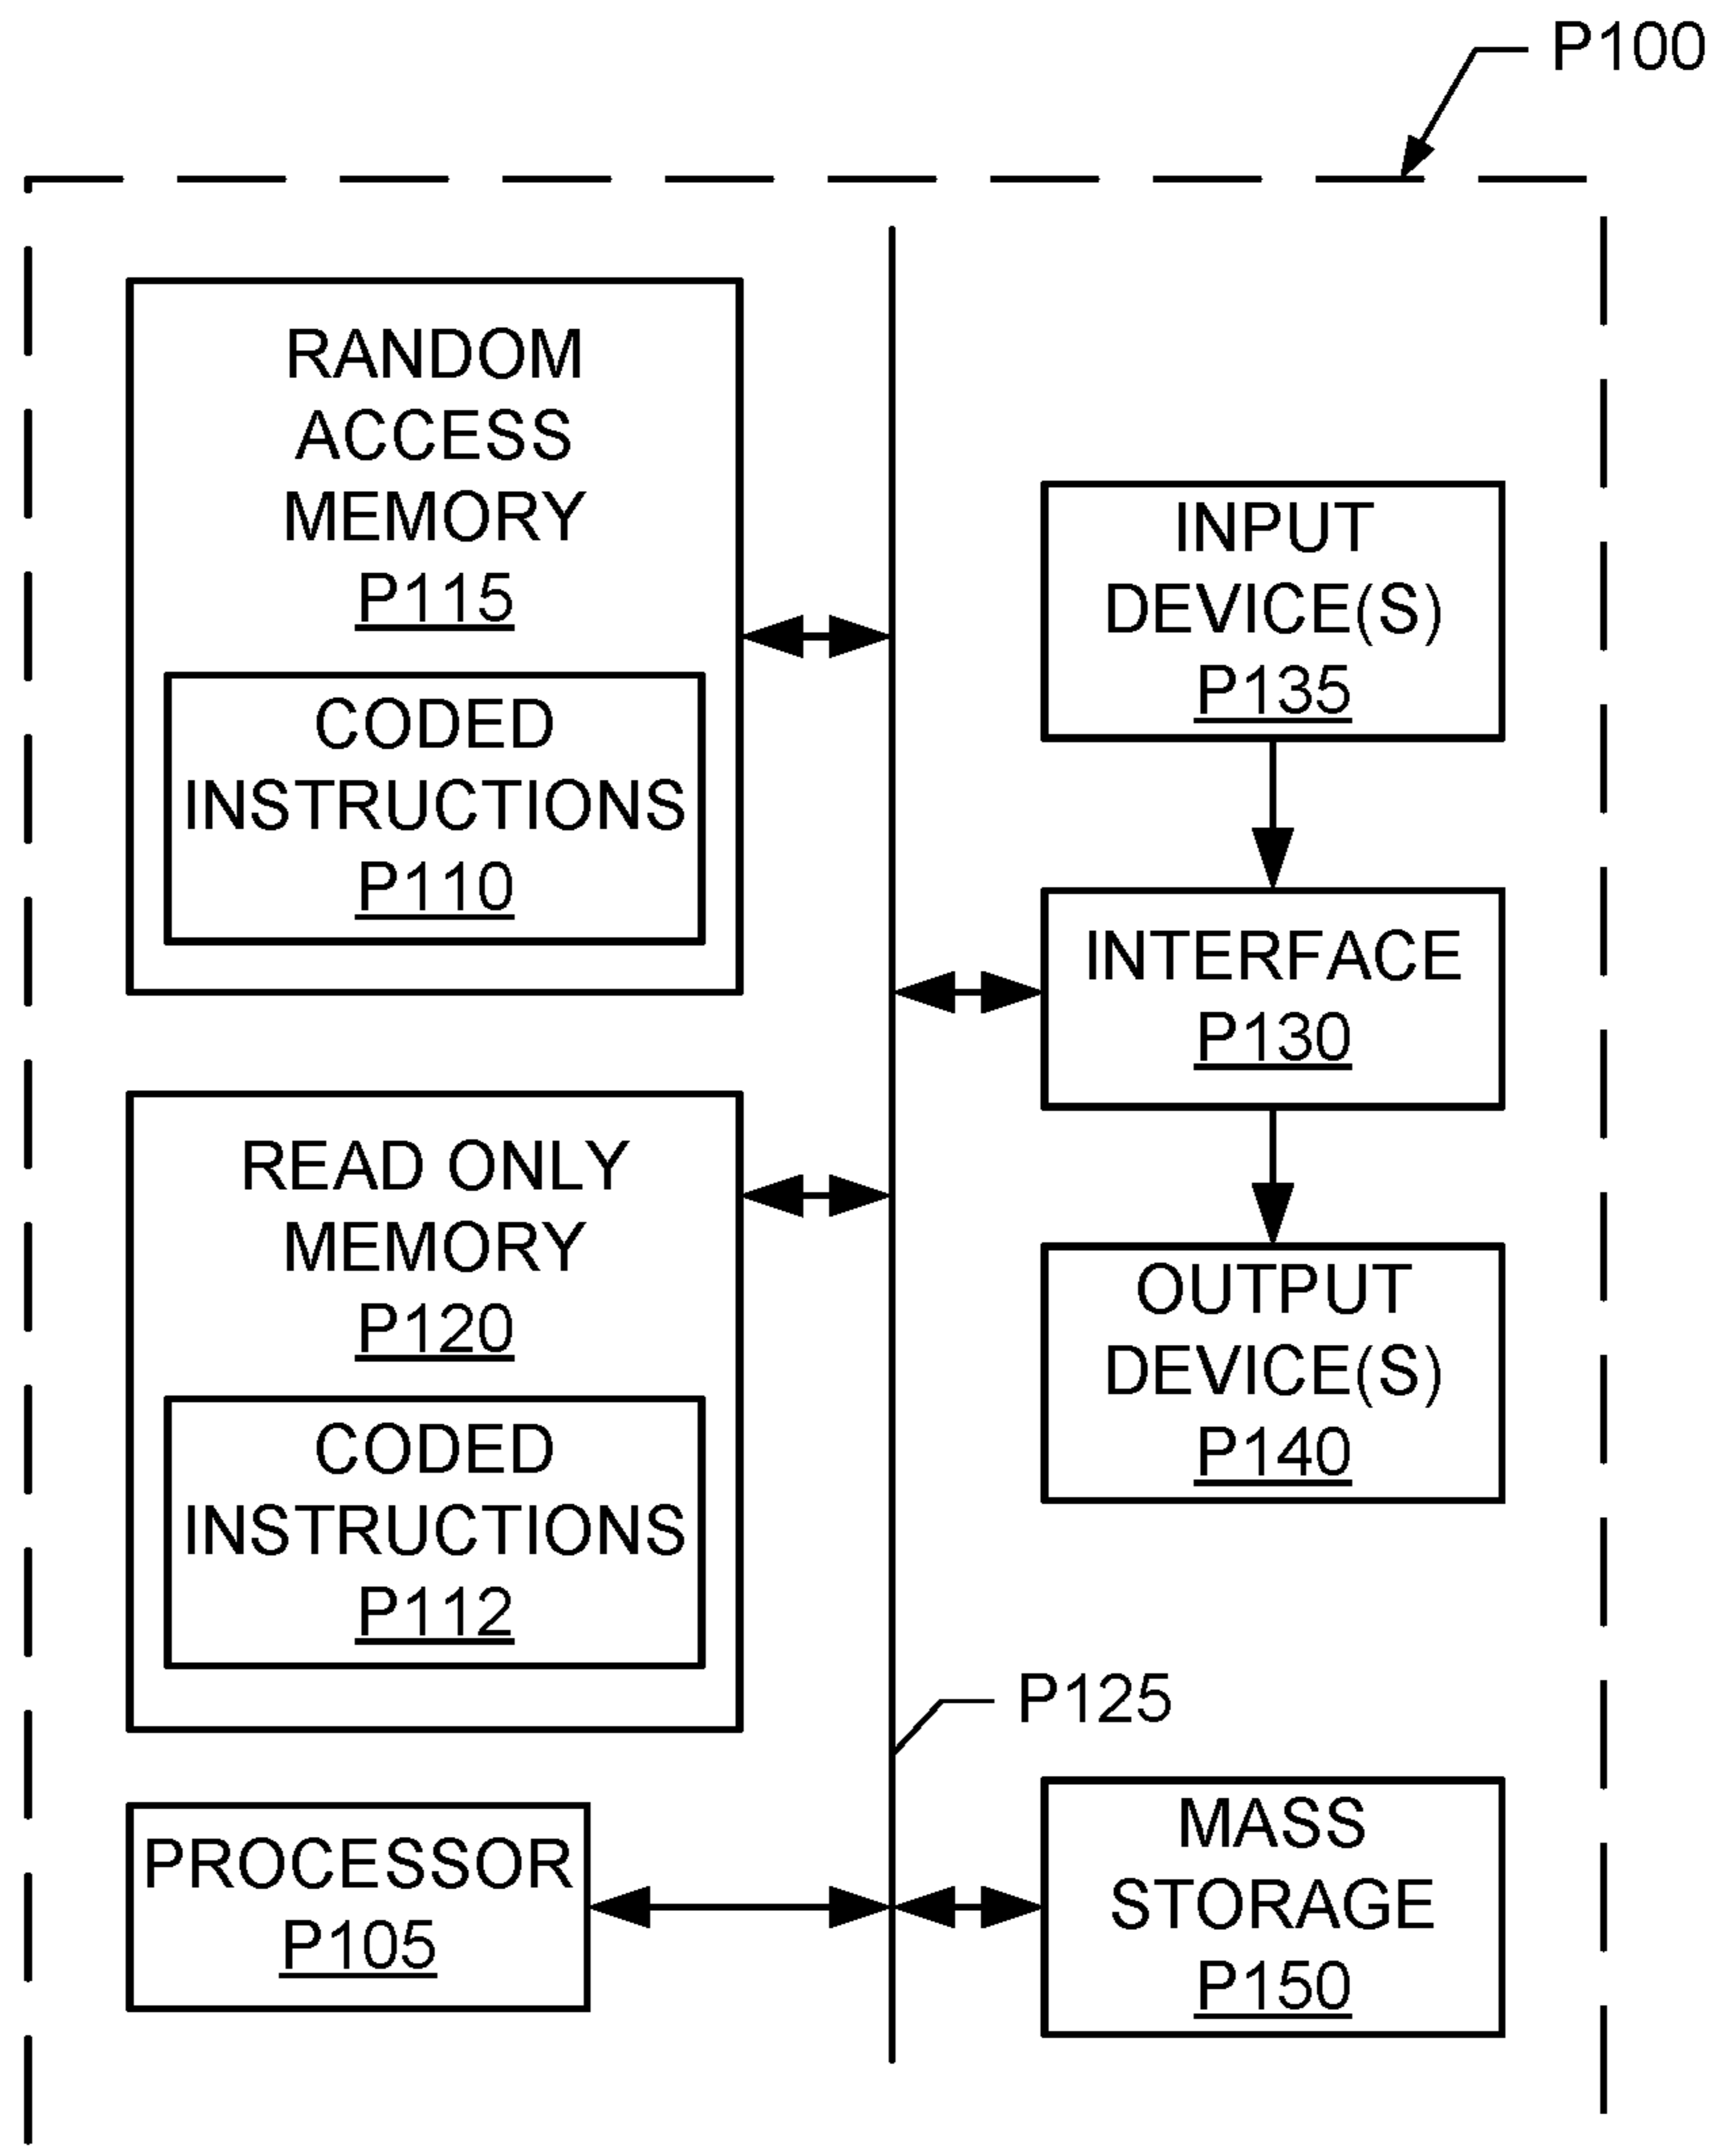 P100
RANDOM
ACCESS
MEMORY
P115
CODED
INSTRUCTIONS
P110
READ ONLY
MEMORY
P120
CODED
INSTRUCTIONS
P112
PROCESSOR
P105
INPUT
DEVICE(S)
P135
INTERFACE
P130
OUTPUT
DEVICE(S)
P140
P125
MASS
STORAGE
P150